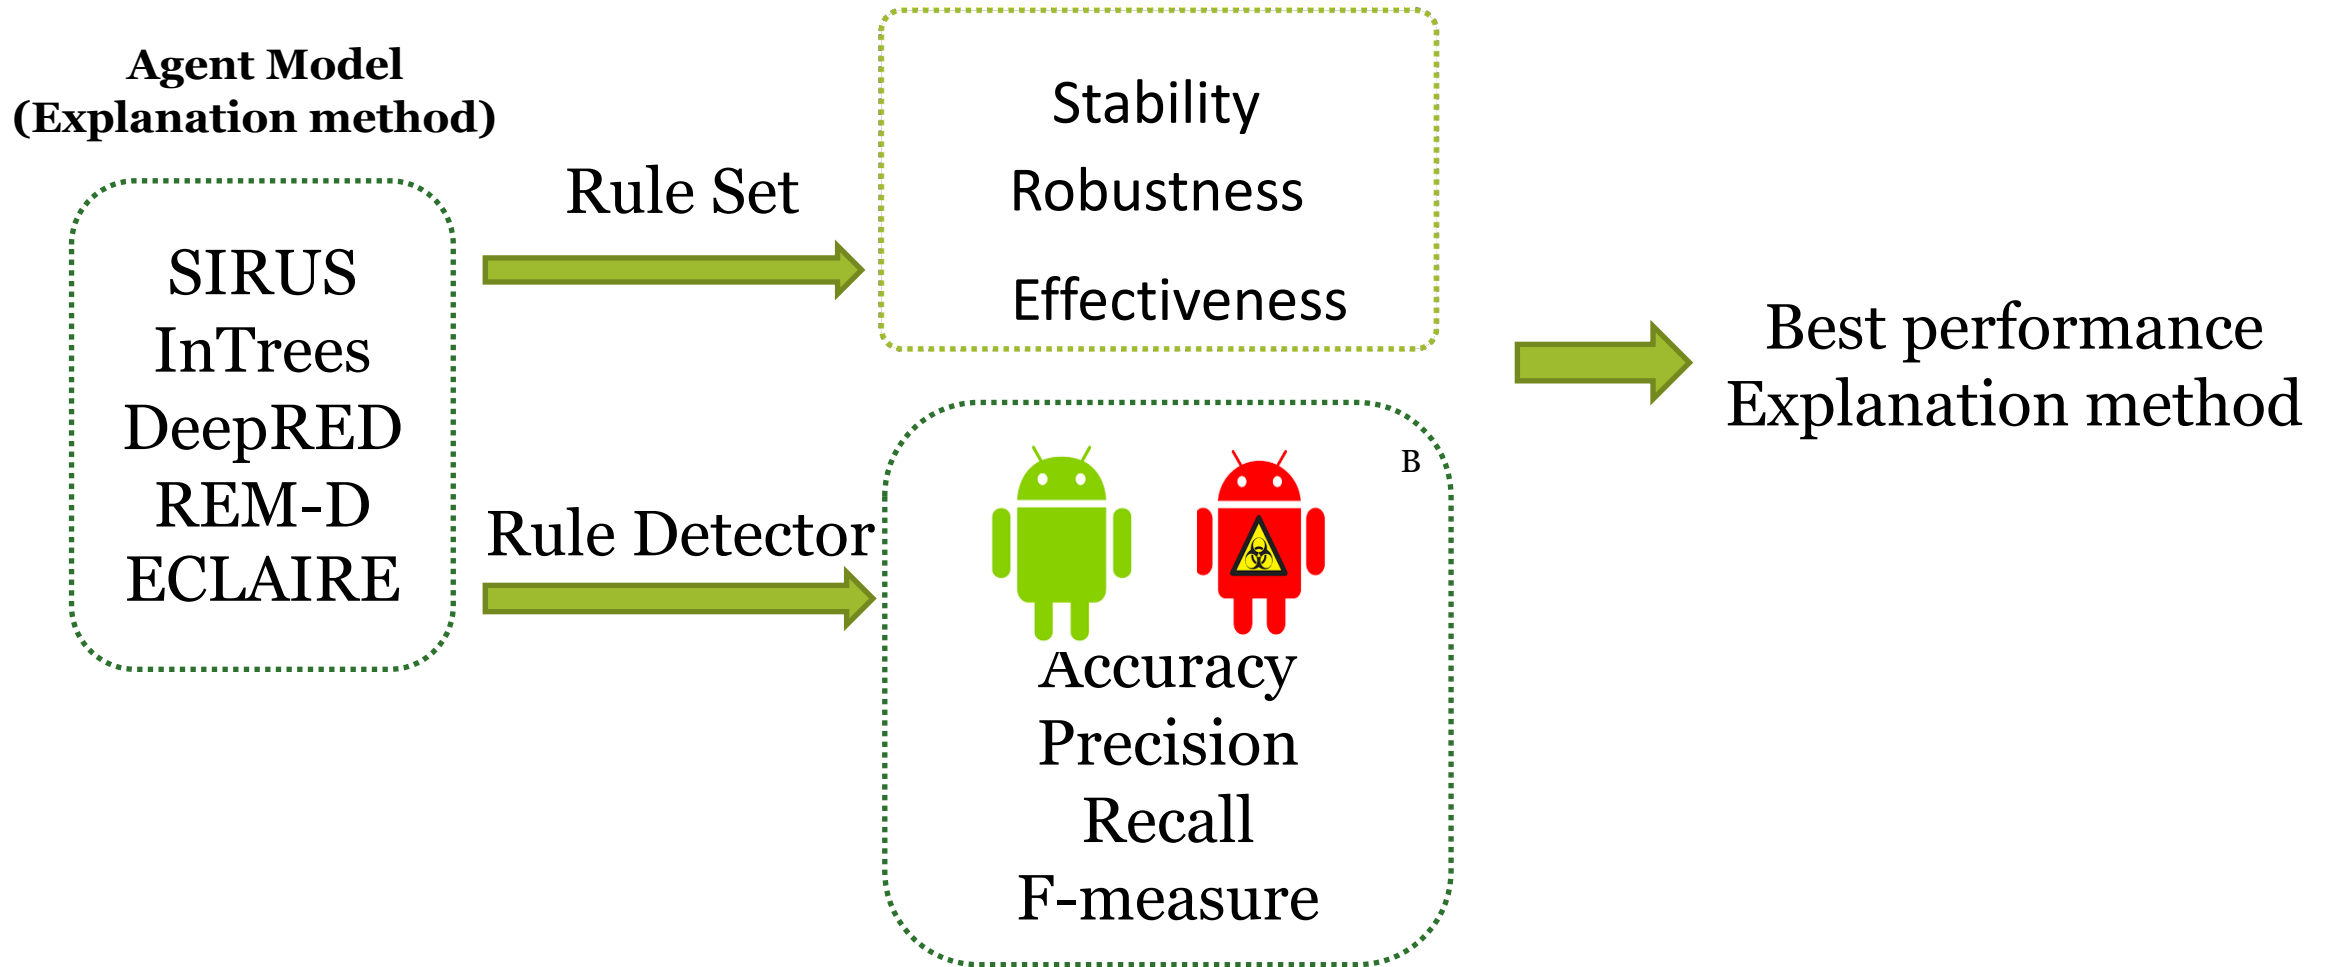 Agent Model
(Explanation method)
SIRUS
InTrees
DeepRED
REM-D
ECLAIRE
Rule Set
Rule Detector
Stability
Robustness
Effectiveness
B
Accuracy
Precision
Recall
F-measure
Best performance
Explanation method